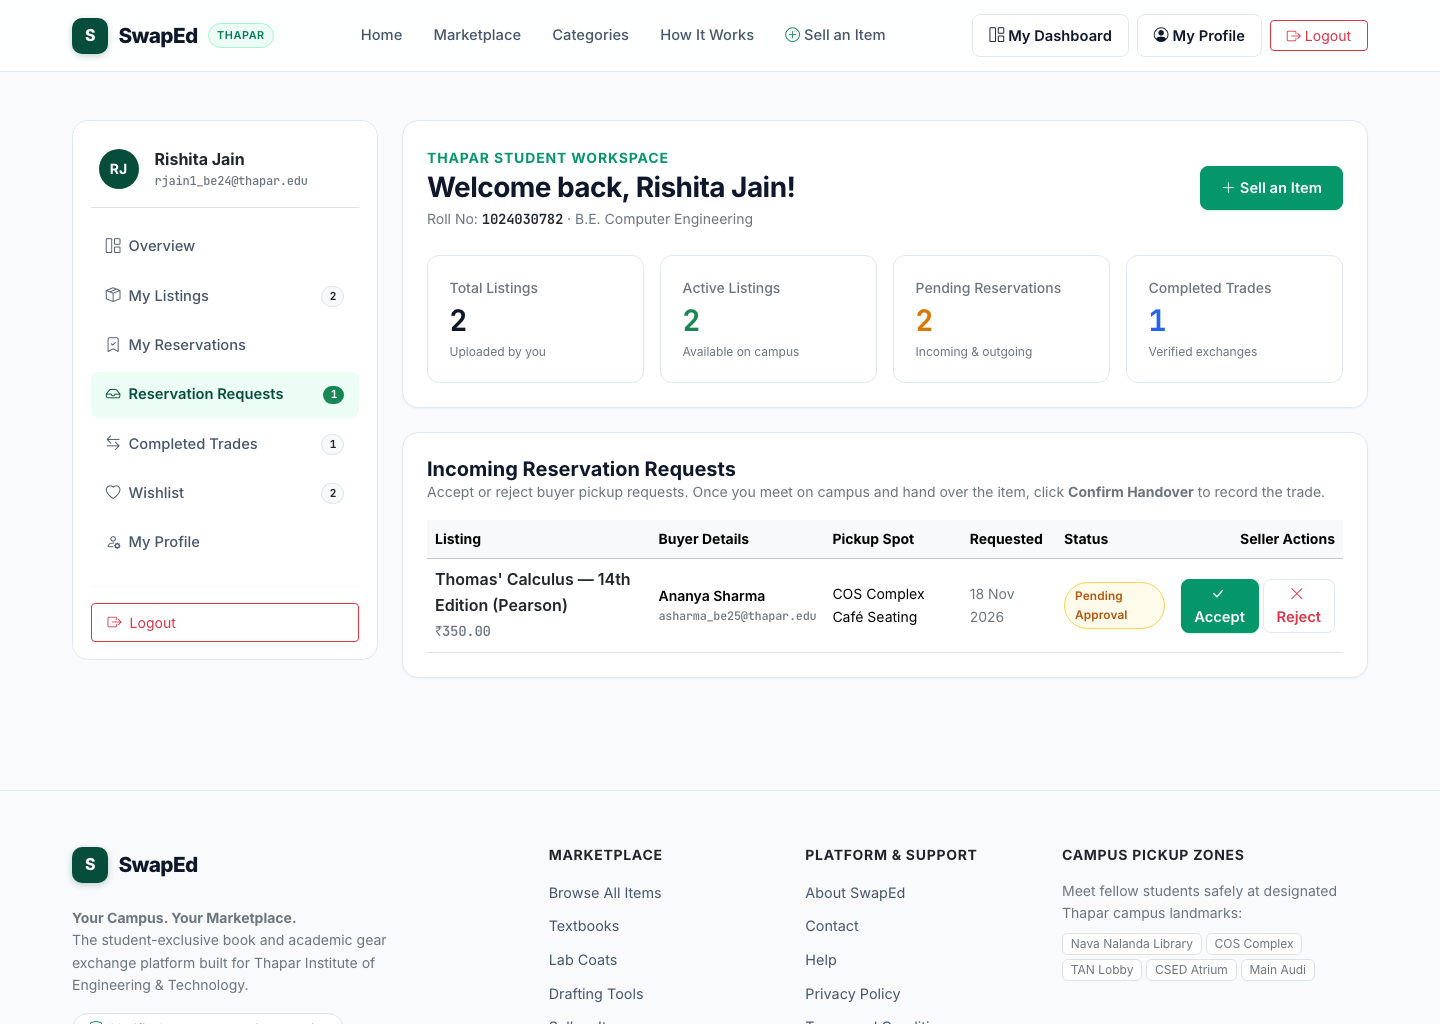 S SwapEd THAPAR Home Marketplace Categories How It Works Sell an Item My Dashboard My Profile Logout
RJ Rishita Jain
rjain1_be24@thapar.edu
Overview
My Listings 2
My Reservations
Reservation Requests 1
Completed Trades 1
Wishlist 2
My Profile
Logout
THAPAR STUDENT WORKSPACE
Welcome back, Rishita Jain!
Roll No: 1024030782 · B.E. Computer Engineering
+ Sell an Item
Total Listings
2
Uploaded by you
Active Listings
2
Available on campus
Pending Reservations
2
Incoming & outgoing
Completed Trades
1
Verified exchanges
Incoming Reservation Requests
Accept or reject buyer pickup requests. Once you meet on campus and hand over the item, click Confirm Handover to record the trade.
Listing Buyer Details Pickup Spot Requested Status Seller Actions
Thomas' Calculus — 14th
Edition (Pearson)
₹350.00
Ananya Sharma
asharma_be25@thapar.edu
COS Complex
Café Seating
18 Nov
2026
Pending
Approval
Accept
Reject
S SwapEd
Your Campus. Your Marketplace.
The student-exclusive book and academic gear
exchange platform built for Thapar Institute of
Engineering & Technology.
MARKETPLACE
Browse All Items
Textbooks
Lab Coats
Drafting Tools
PLATFORM & SUPPORT
About SwapEd
Contact
Help
Privacy Policy
CAMPUS PICKUP ZONES
Meet fellow students safely at designated
Thapar campus landmarks:
Nava Nalanda Library COS Complex
TAN Lobby CSED Atrium Main Audi